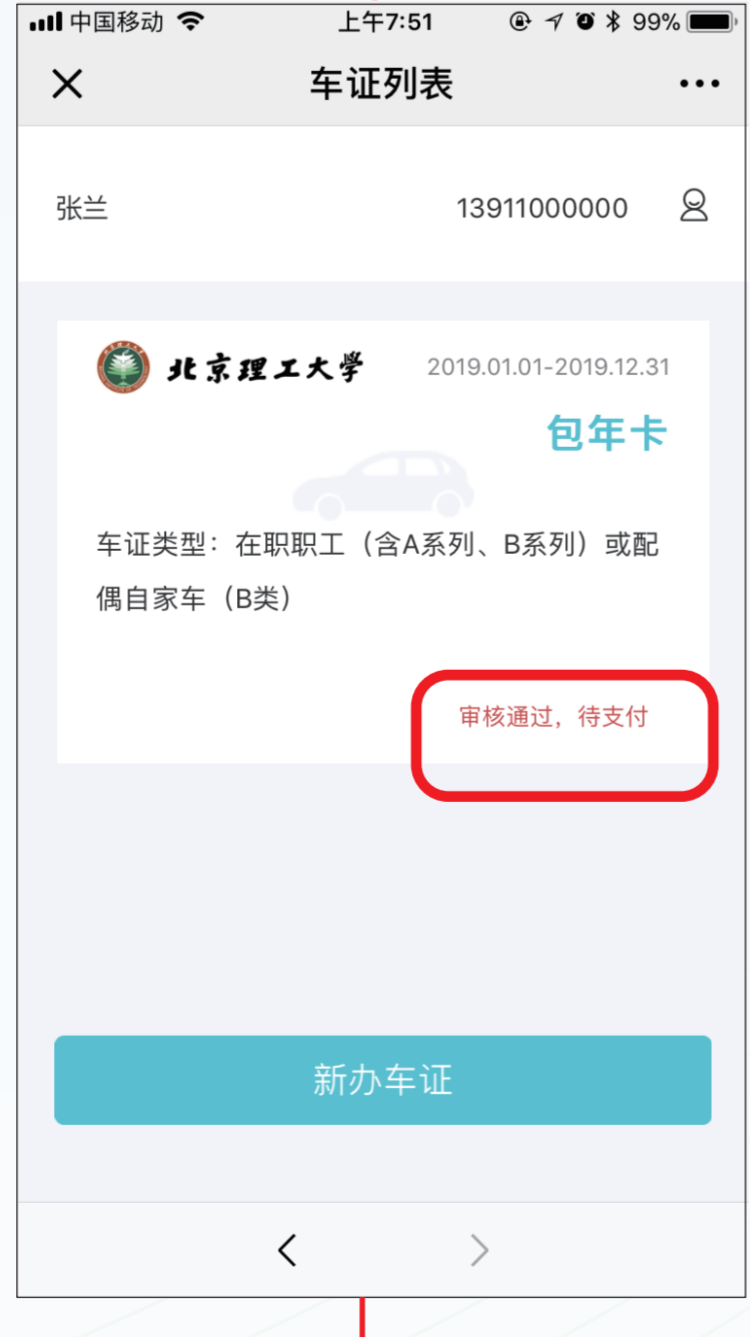 中国移动 上午7:51 99%
车证列表
张兰 13911000000
北京理工大学 2019.01.01-2019.12.31
包年卡
车证类型：在职职工（含A系列、B系列）或配
偶自家车（B类）
审核通过，待支付
新办车证